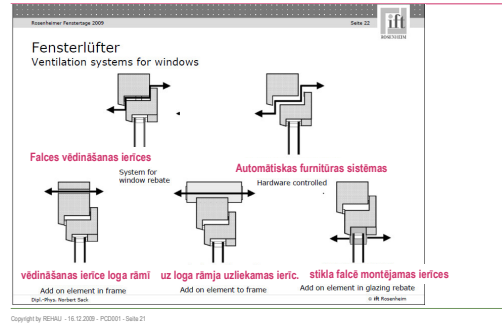 Rosenheimer Fenstertage 2009
Seite 22
ift
ROSENHEIM
Fensterlüfter
Ventilation systems for windows
Falces vēdināšanas ierīces
System for
window rebate
Automātiskas furnitūras sistēmas
Hardware controlled
vēdināšanas ierīce loga rāmī
uz loga rāmja uzliekamas ierīc.
stikla falcē montējamas ierīces
Add on element in frame
Add on element to frame
Add on element in glazing rebate
Dipl.-Phys. Norbert Sack
© ift Rosenheim
Copyright by REHAU - 16.12.2009 - PCD001 - Seite 21